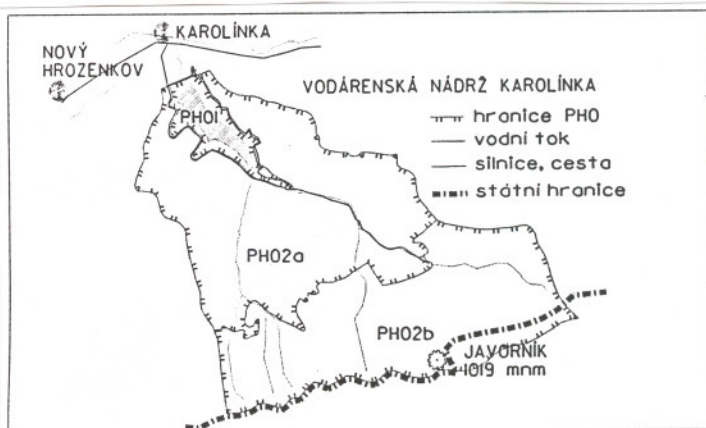 KAROLÍNKA
NOVÝ
HROZENKOV
VODÁRENSKÁ NÁDRŽ KAROLÍNKA
hranice PHO
vodní tok
silnice, cesta
státní hranice
PHO1
PHO2a
PHO2b
JAVORNÍK
1019 mnm